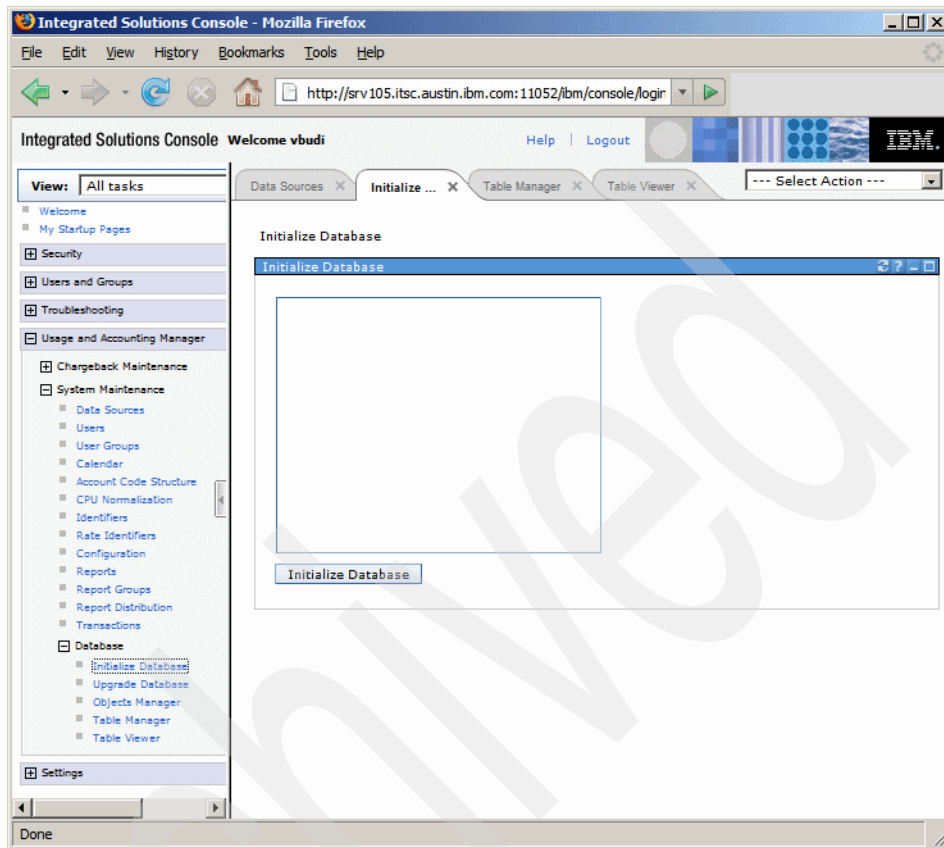 Integrated Solutions Console - Mozilla Firefox
File Edit View History Bookmarks Tools Help
http://srv105.itsc.austin.ibm.com:11052/ibm/console/login
Integrated Solutions Console Welcome vbudi Help | Logout IBM.
View: All tasks
Data Sources Initialize ... Table Manager Table Viewer --- Select Action ---
Welcome
My Startup Pages
Security
Users and Groups
Troubleshooting
Usage and Accounting Manager
Chargeback Maintenance
System Maintenance
Data Sources
Users
User Groups
Calendar
Account Code Structure
CPU Normalization
Identifiers
Rate Identifiers
Configuration
Reports
Report Groups
Report Distribution
Transactions
Database
Initialize Database
Upgrade Database
Objects Manager
Table Manager
Table Viewer
Settings
Initialize Database
Initialize Database
Initialize Database
Done